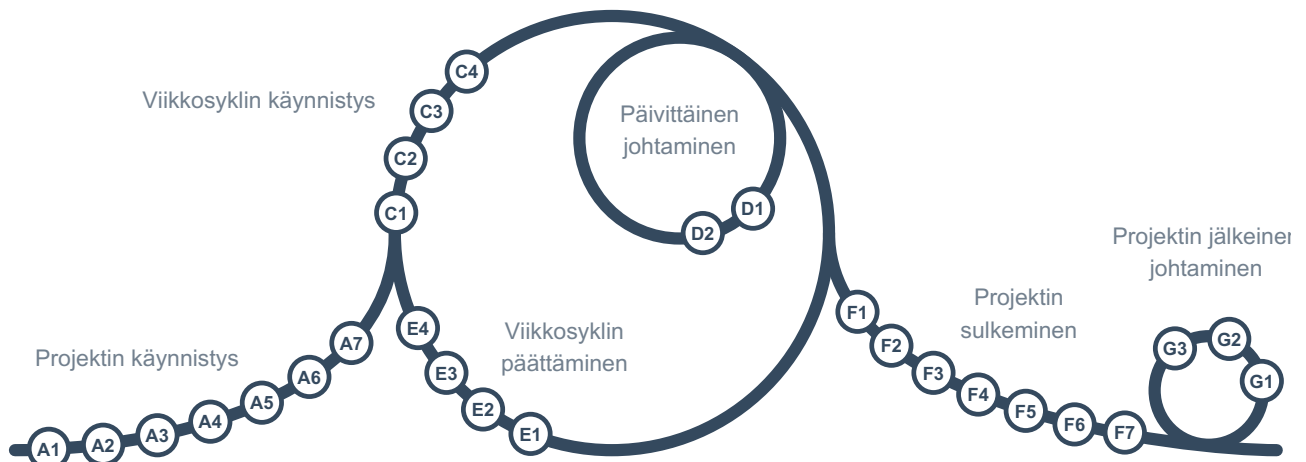 Viikkosyklin käynnistys
C4
C3
C2
C1
Päivittäinen
johtaminen
D1
D2
Projektin jälkeinen
johtaminen
Projektin käynnistys
A1
A2
A3
A4
A5
A6
A7
Viikkosyklin
päättäminen
E4
E3
E2
E1
Projektin
sulkeminen
F1
F2
F3
F4
F5
F6
F7
G3
G2
G1